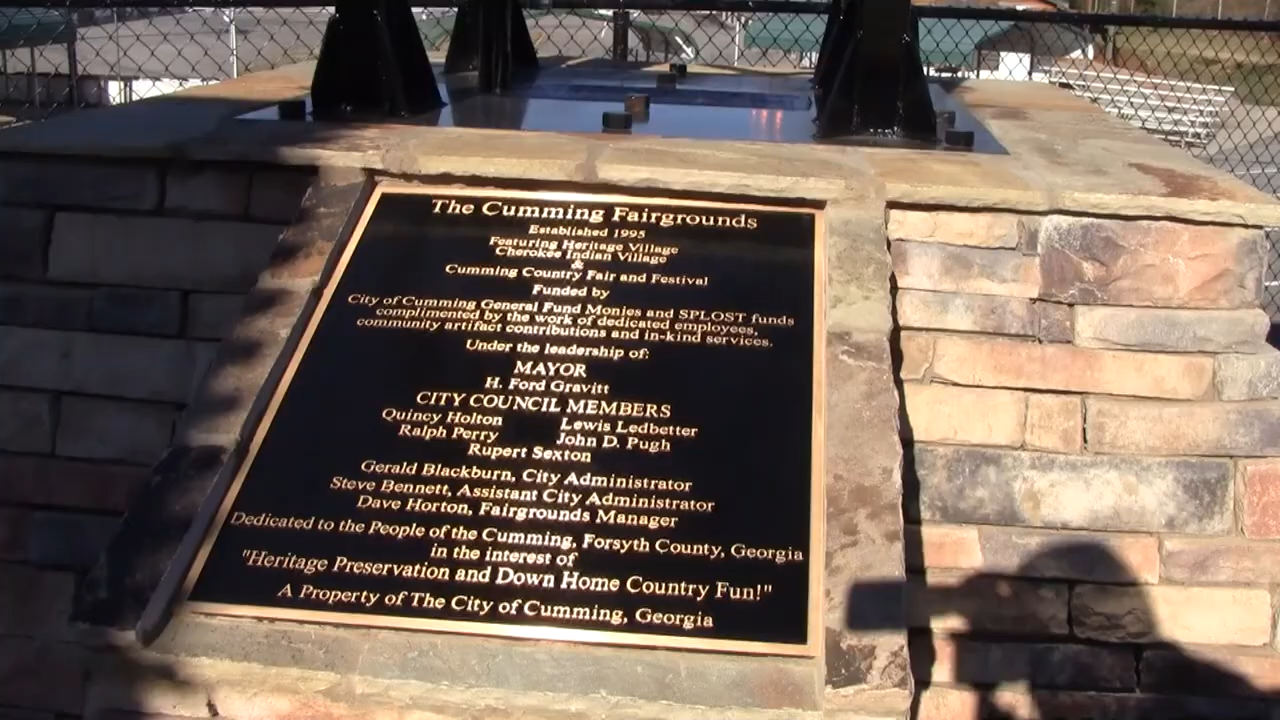 The Cumming Fairgrounds
Established 1995
Featuring Heritage Village
Cherokee Indian Village
&
Cumming Country Fair and Festival
Funded by
City of Cumming General Fund Monies and SPLOST funds
complimented by the work of dedicated employees,
community artifact contributions and in-kind services.
Under the leadership of:
MAYOR
H. Ford Gravitt
CITY COUNCIL MEMBERS
Quincy Holton Lewis Ledbetter
Ralph Perry John D. Pugh
Rupert Sexton
Gerald Blackburn, City Administrator
Steve Bennett, Assistant City Administrator
Dave Horton, Fairgrounds Manager
Dedicated to the People of the Cumming, Forsyth County, Georgia
in the interest of
"Heritage Preservation and Down Home Country Fun!"
A Property of The City of Cumming, Georgia